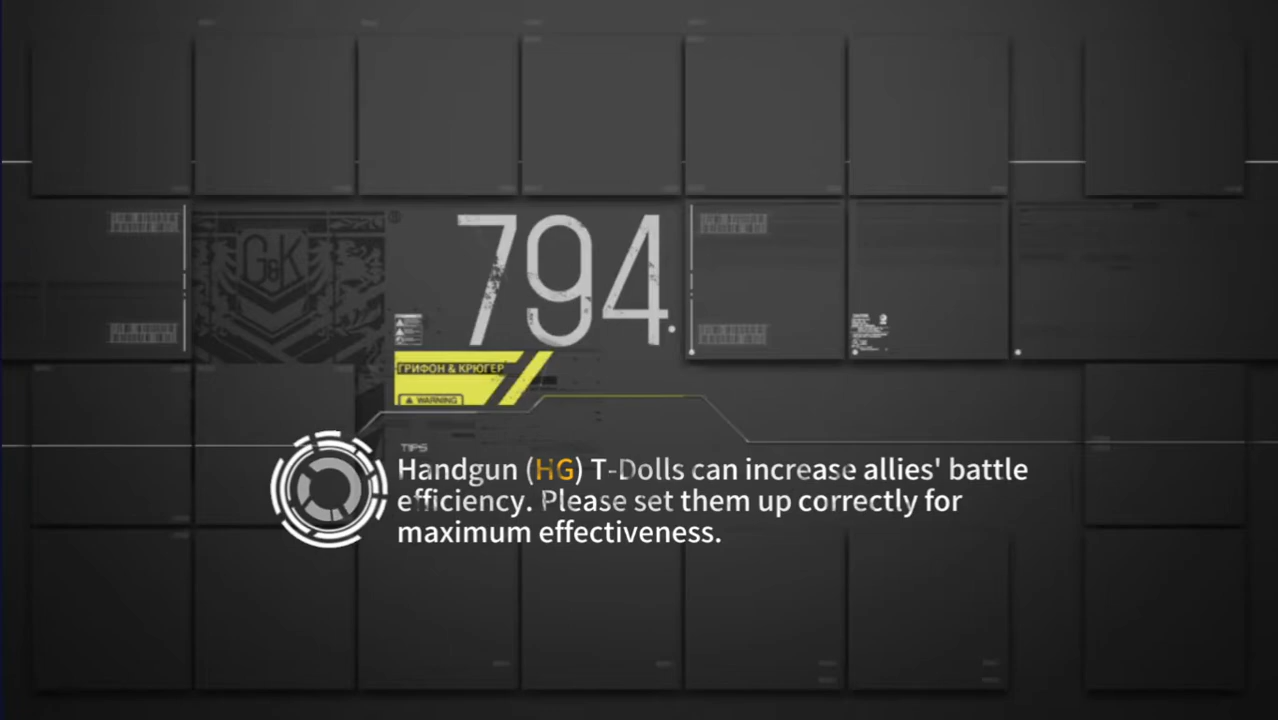 G&K
794.
ГРИФОН & КРЮГЕР
WARNING
TIPS
Handgun (HG) T-Dolls can increase allies' battle
efficiency. Please set them up correctly for
maximum effectiveness.